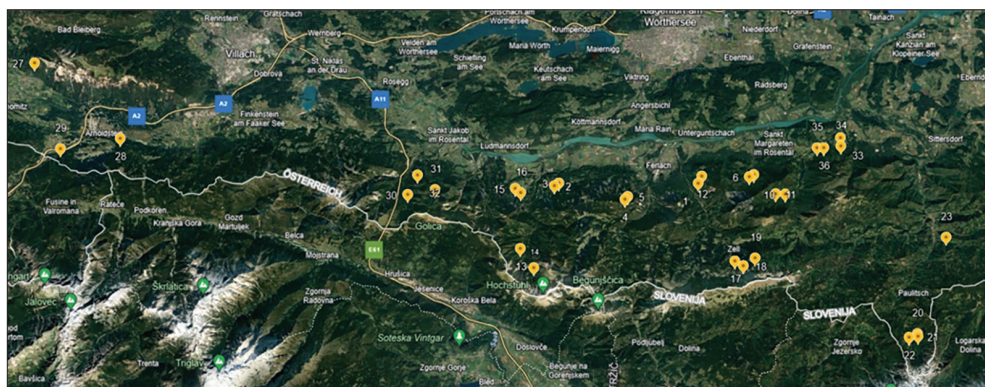 Rennstein
Gratschach
Pörtschach am
Wörthersee
Klagenfurt am
Wörthersee
Dolina
Tainach
Bad Bleiberg
Wernberg
Krumpendorf
Niederdorf
Grafenstein
Sankt
Kanzian am
Klopeiner See
Villach
Velden am
Wörthersee
Maria Wörth
Maiernigg
Ebenthal
27
Dobrova
St. Niklas
an der Drau
Schiefling
am See
Keutschach
am See
Viktring
Radsberg
Rosegg
A2
A2
A11
Finkenstein
am Faaker See
Angersbichl
Köttmannsdorf
29
Arnoldstein
28
Sankt Jakob
im Rosental
Ludmannsdorf
Maria Rain
Unterguntschach
Sankt
Margareten
im Rosental
35
34
Sittersdorf
33
36
ÖSTERREICH
31
30
32
16
15
3
2
Ferlach
5
4
1
12
6
10
11
Fusine in
Valromana
Rateče
Podkoren
Kranjska Gora
Gozd
Martuljek
Belca
Mojstrana
Golica
E61
23
14
13
Hochstuhl
Begunjščica
Zell
19
17
18
Hrušica
Jesenice
Koroška Bela
SLOVENIJA
SLOVENIJA
Paulitsch
Jalovec
Škrlatica
Zgornja
Radovna
Soteska Vintgar
Sava
Doslovče
Podljubelj
Dolina
Zgornje
Jezersko
20
21
22
Logarska
Dolina
Trenta
Triglav
Zgornje Gorje
Begunje na
Gorenjskem
TRŽIČ
Bavšica
Bled